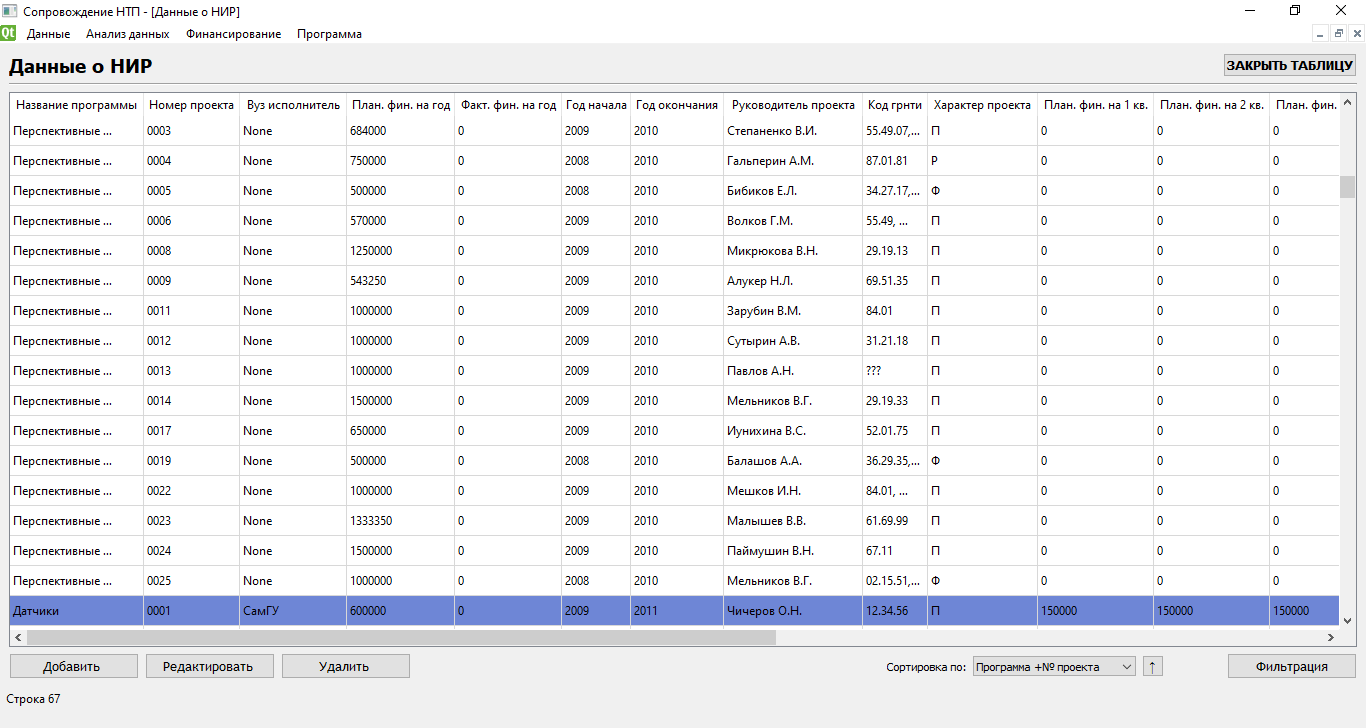 Сопровождение НТП - [Данные о НИР]
Qt Данные Анализ данных Финансирование Программа
Данные о НИР ЗАКРЫТЬ ТАБЛИЦУ
Название программы Номер проекта Вуз исполнитель План. фин. на год Факт. фин. на год Год начала Год окончания Руководитель проекта Код грнти Характер проекта План. фин. на 1 кв. План. фин. на 2 кв. План. фин.
Перспективные ... 0003 None 684000 0 2009 2010 Степаненко В.И. 55.49.07,... П 0 0 0
Перспективные ... 0004 None 750000 0 2008 2010 Гальперин А.М. 87.01.81 Р 0 0 0
Перспективные ... 0005 None 500000 0 2008 2010 Бибиков Е.Л. 34.27.17,... Ф 0 0 0
Перспективные ... 0006 None 570000 0 2009 2010 Волков Г.М. 55.49, ... П 0 0 0
Перспективные ... 0008 None 1250000 0 2009 2010 Микрюкова В.Н. 29.19.13 П 0 0 0
Перспективные ... 0009 None 543250 0 2009 2010 Алукер Н.Л. 69.51.35 П 0 0 0
Перспективные ... 0011 None 1000000 0 2009 2010 Зарубин В.М. 84.01 П 0 0 0
Перспективные ... 0012 None 1000000 0 2009 2010 Сутырин А.В. 31.21.18 П 0 0 0
Перспективные ... 0013 None 1000000 0 2009 2010 Павлов А.Н. ??? П 0 0 0
Перспективные ... 0014 None 1500000 0 2009 2010 Мельников В.Г. 29.19.33 П 0 0 0
Перспективные ... 0017 None 650000 0 2009 2010 Иунихина В.С. 52.01.75 П 0 0 0
Перспективные ... 0019 None 500000 0 2008 2010 Балашов А.А. 36.29.35,... Ф 0 0 0
Перспективные ... 0022 None 1000000 0 2009 2010 Мешков И.Н. 84.01, ... П 0 0 0
Перспективные ... 0023 None 1333350 0 2009 2010 Малышев В.В. 61.69.99 П 0 0 0
Перспективные ... 0024 None 1500000 0 2009 2010 Паймушин В.Н. 67.11 П 0 0 0
Перспективные ... 0025 None 1000000 0 2008 2010 Мельников В.Г. 02.15.51,... Ф 0 0 0
Датчики 0001 СамГУ 600000 0 2009 2011 Чичеров О.Н. 12.34.56 П 150000 150000 150000
Добавить Редактировать Удалить Сортировка по: Программа +№ проекта ↑ Фильтрация
Строка 67